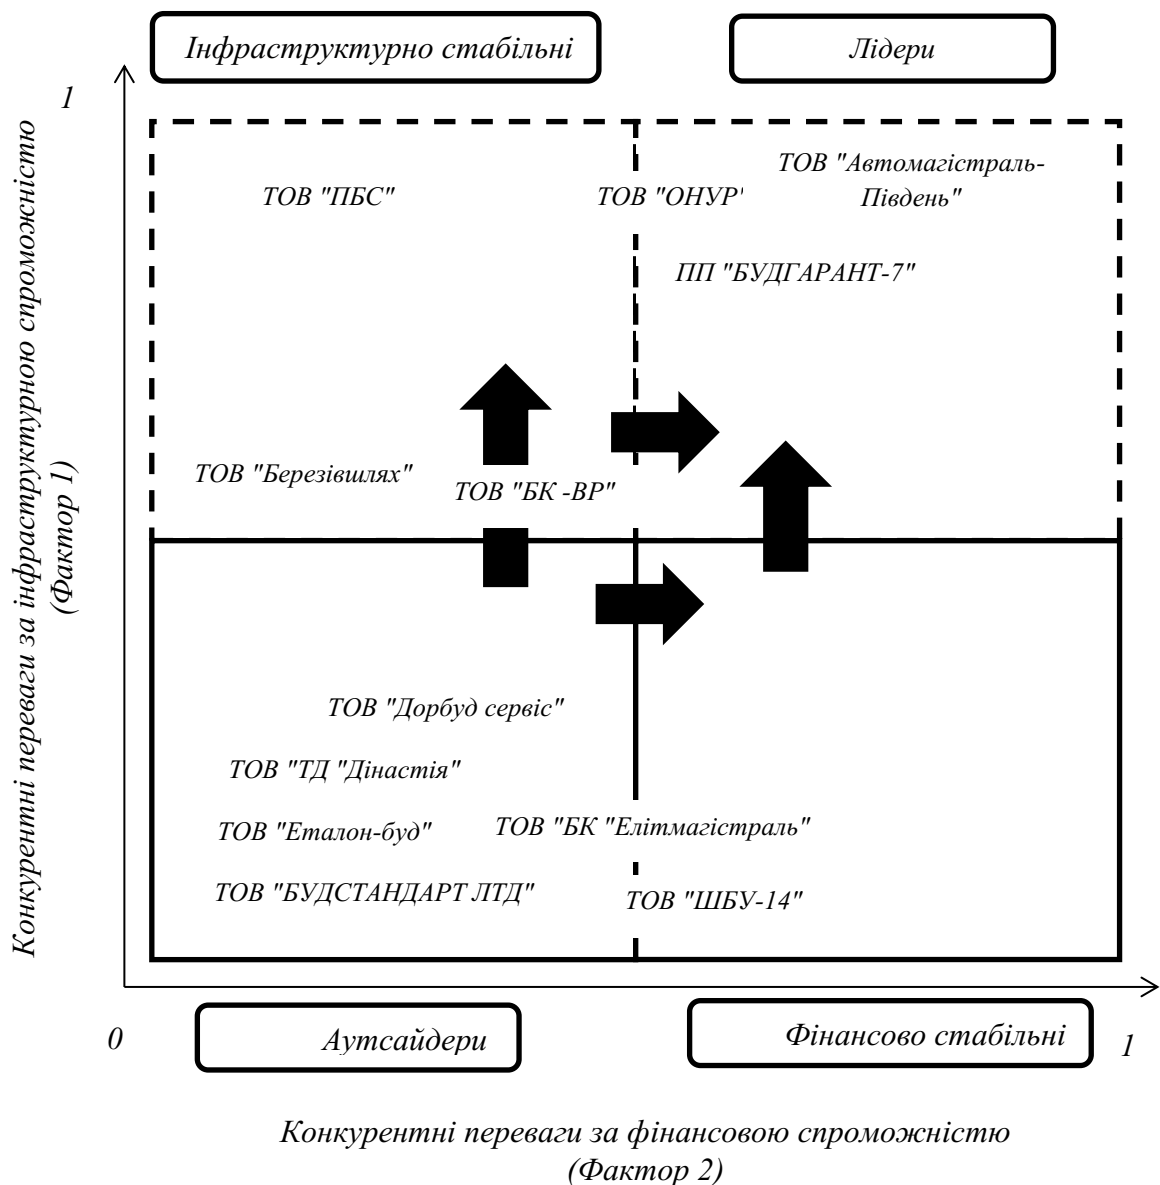 Інфраструктурно стабільні
Лідери
1
Конкурентні переваги за інфраструктурною спроможністю
(Фактор 1)
ТОВ "Автомагістраль-
Південь"
ТОВ "ПБС"
ТОВ "ОНУР'
ПП "БУДГАРАНТ-7"
ТОВ "Березівшлях"
ТОВ "БК -ВР"
ТОВ "Дорбуд сервіс"
ТОВ "ТД "Дінастія"
ТОВ "Еталон-буд"
ТОВ "БК "Елітмагістраль"
ТОВ "БУДСТАНДАРТ ЛТД"
ТОВ "ШБУ-14"
0
Аутсайдери
Фінансово стабільні
1
Конкурентні переваги за фінансовою спроможністю
(Фактор 2)